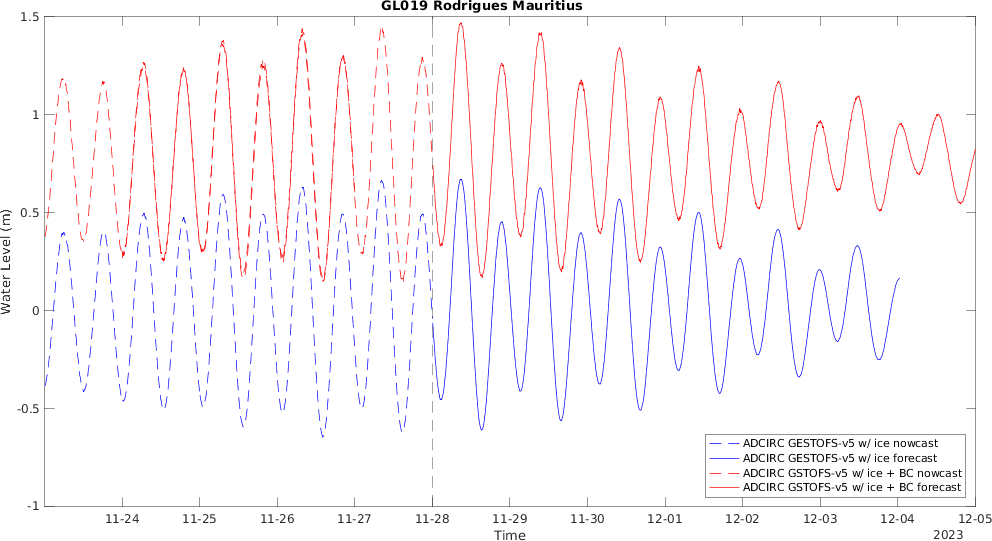 GL019 Rodrigues Mauritius
1.5
1
0.5
0
-0.5
-1
Water Level (m)
ADCIRC GESTOFS-v5 w/ ice nowcast
ADCIRC GESTOFS-v5 w/ ice forecast
ADCIRC GSTOFS-v5 w/ ice + BC nowcast
ADCIRC GSTOFS-v5 w/ ice + BC forecast
11-24 11-25 11-26 11-27 11-28 11-29 11-30 12-01 12-02 12-03 12-04 12-05
Time
2023